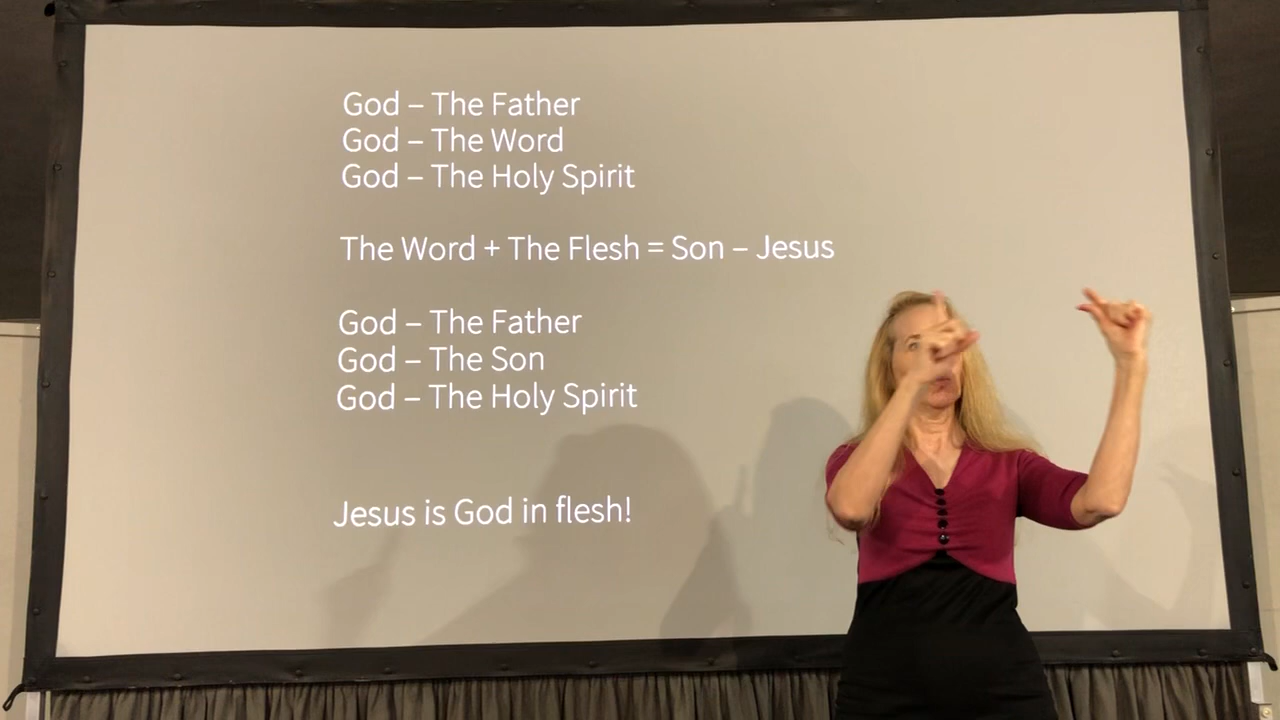 God – The Father
God – The Word
God – The Holy Spirit
The Word + The Flesh = Son – Jesus
God – The Father
God – The Son
God – The Holy Spirit
Jesus is God in flesh!